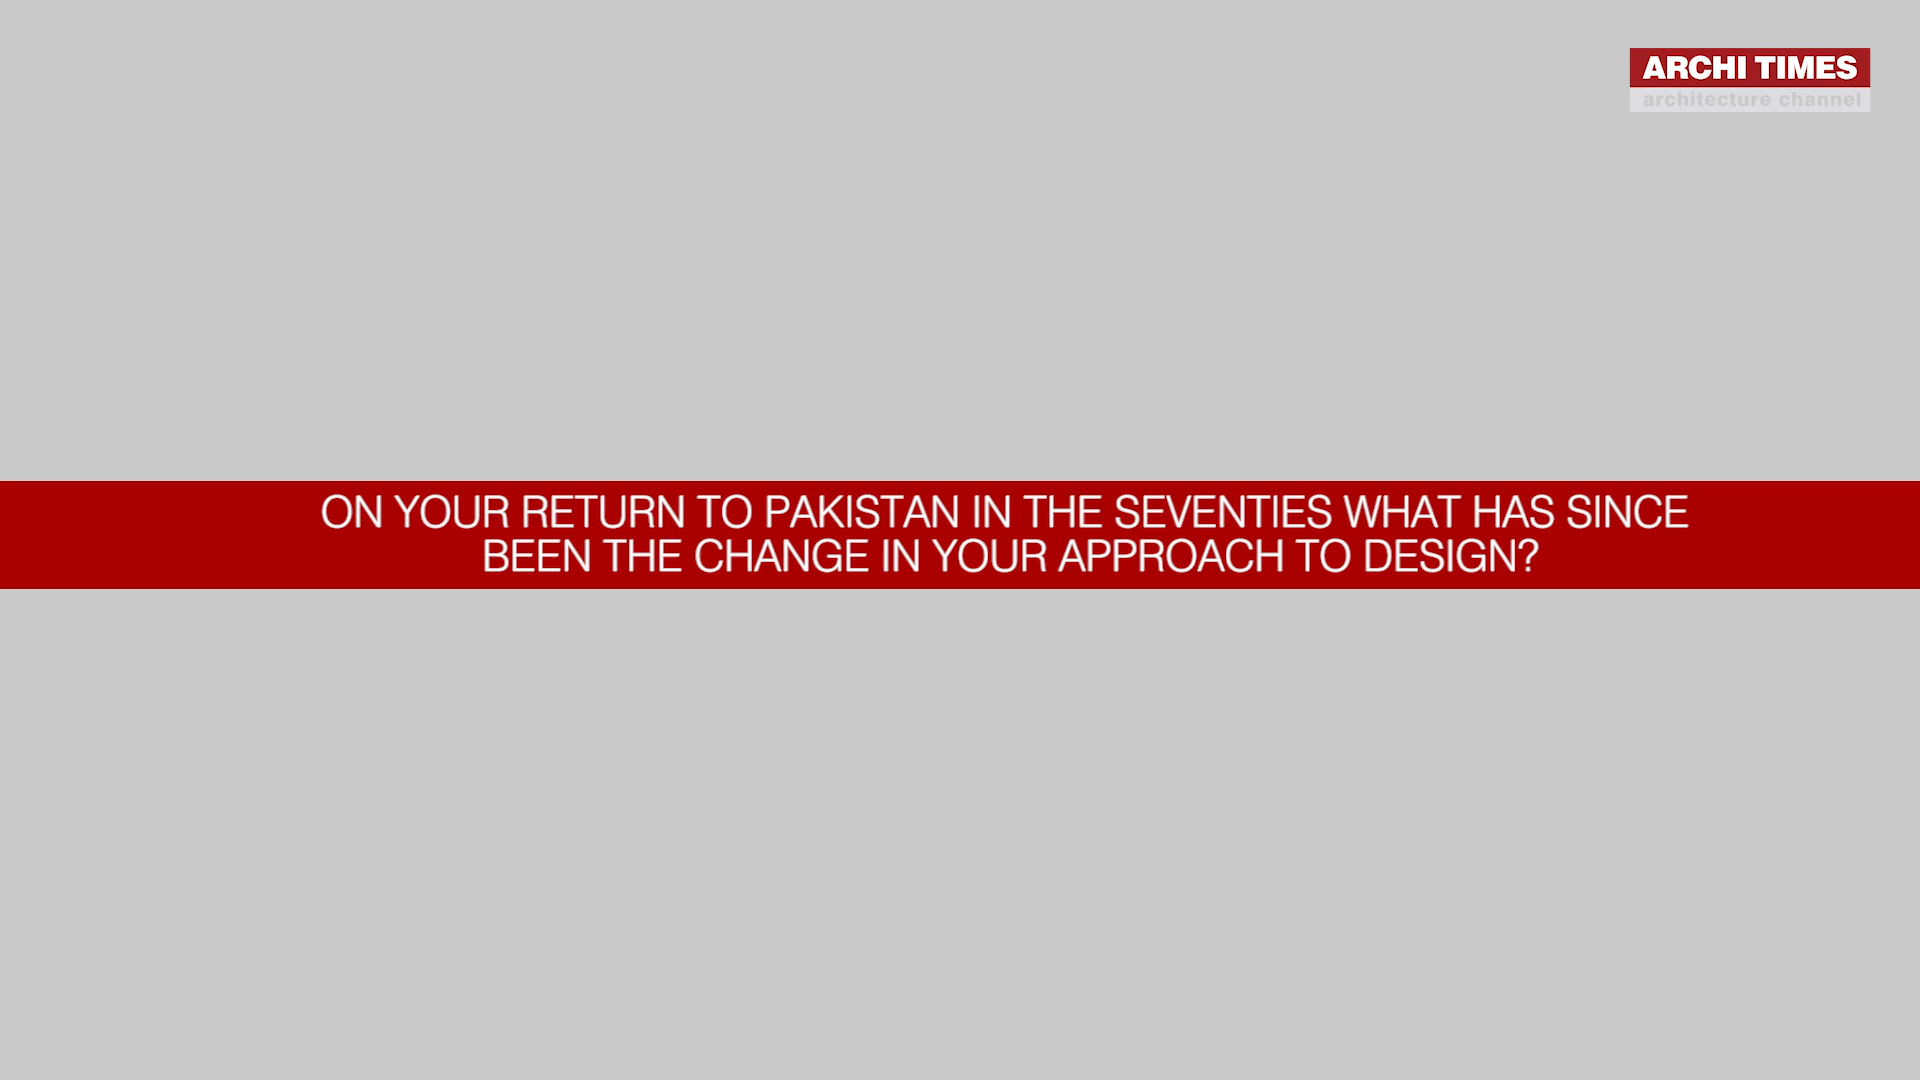 ARCHI TIMES
architecture channel
ON YOUR RETURN TO PAKISTAN IN THE SEVENTIES WHAT HAS SINCE
BEEN THE CHANGE IN YOUR APPROACH TO DESIGN?